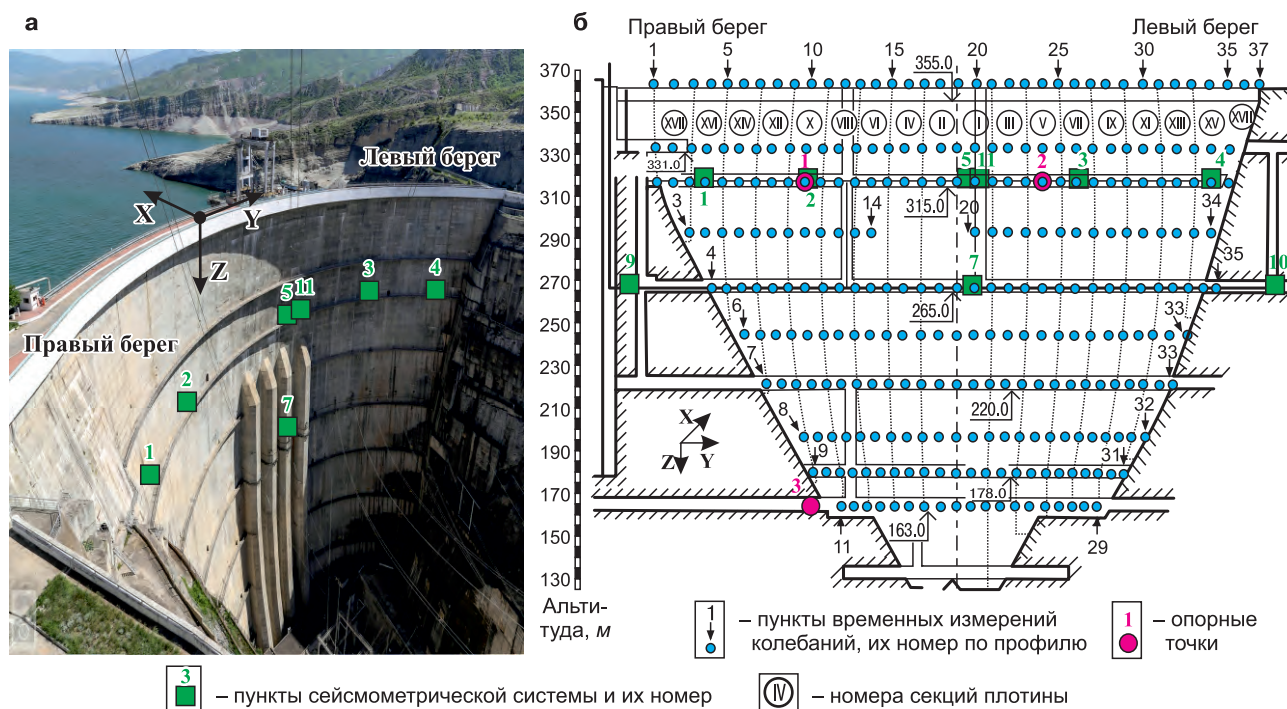 а
Левый берег
X
Y
Z
Правый берег
5
11
3
4
2
7
1
б
Правый берег
Левый берег
1
5
10
15
20
25
30
35
37
Альтитуда, м
370
350
330
310
290
270
250
230
210
190
170
150
130
355.0
XVII
XVI
XIV
XII
X
VIII
VI
IV
II
I
III
V
VII
IX
XI
XIII
XV
XVII
331.0
1
5
11
2
3
4
1
2
315.0
3
14
20
34
9
4
7
35
10
265.0
6
33
7
33
220.0
X
Z
Y
8
32
9
31
178.0
3
163.0
11
29
1
– пункты временных измерений
колебаний, их номер по профилю
1
– опорные
точки
3
– пункты сейсмометрической системы и их номер
IV
– номера секций плотины